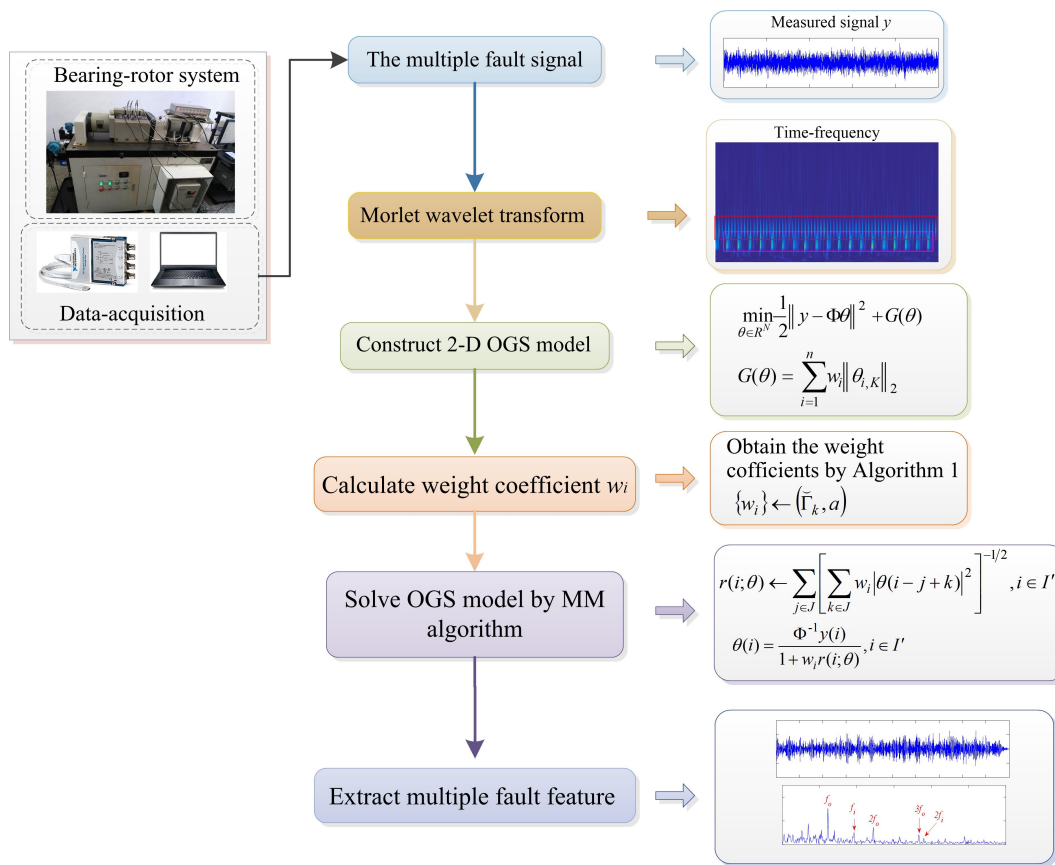 Bearing-rotor system
Data-acquisition
The multiple fault signal
Measured signal y
Morlet wavelet transform
Time-frequency
Construct 2-D OGS model
min_{θ∈R^N} 1/2 ‖y − Φθ‖² + G(θ)
G(θ) = ∑_{i=1}^{n} w_i ‖θ_{i,K}‖_2
Calculate weight coefficient w_i
Obtain the weight
cofficients by Algorithm 1
{w_i} ← (Γ̆_k, a)
Solve OGS model by MM
algorithm
r(i;θ) ← ∑_{j∈J} [∑_{k∈J} w_i |θ(i − j + k)|²]^{−1/2}, i ∈ I′
θ(i) = Φ^{-1}y(i) / 1 + w_i r(i;θ), i ∈ I′
Extract multiple fault feature
f_o f_i 2f_o 3f_o 2f_i